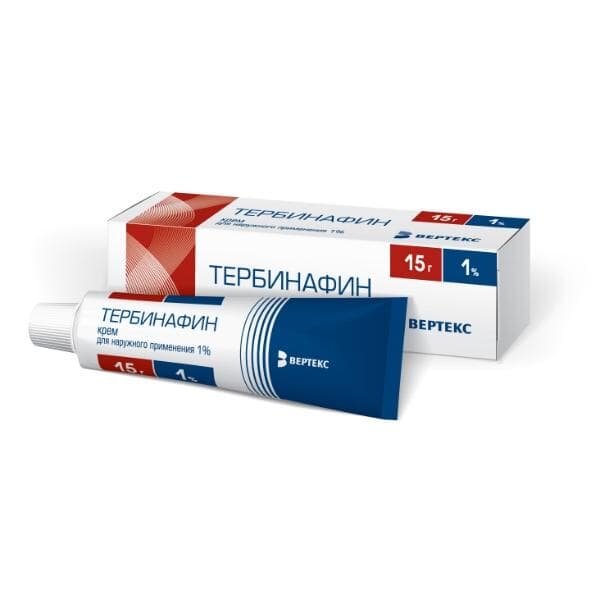 ТЕРБИНАФИН
крем
для наружного применения 1%
15 г
1%
ВЕРТЕКС
ТЕРБИНАФИН
15 г
1%
ВЕРТЕКС
ТЕРБИНАФИН
крем
для наружного применения 1%
15 г
1%
ВЕРТЕКС